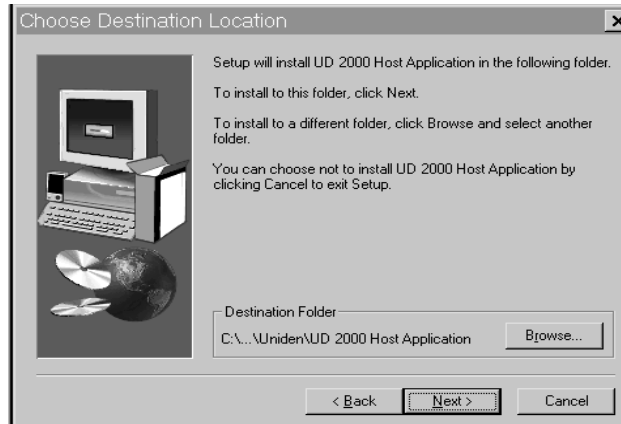 Choose Destination Location
Setup will install UD 2000 Host Application in the following folder.
To install to this folder, click Next.
To install to a different folder, click Browse and select another
folder.
You can choose not to install UD 2000 Host Application by
clicking Cancel to exit Setup.
Destination Folder
C:\...\Uniden\UD 2000 Host Application
Browse...
< Back
Next >
Cancel